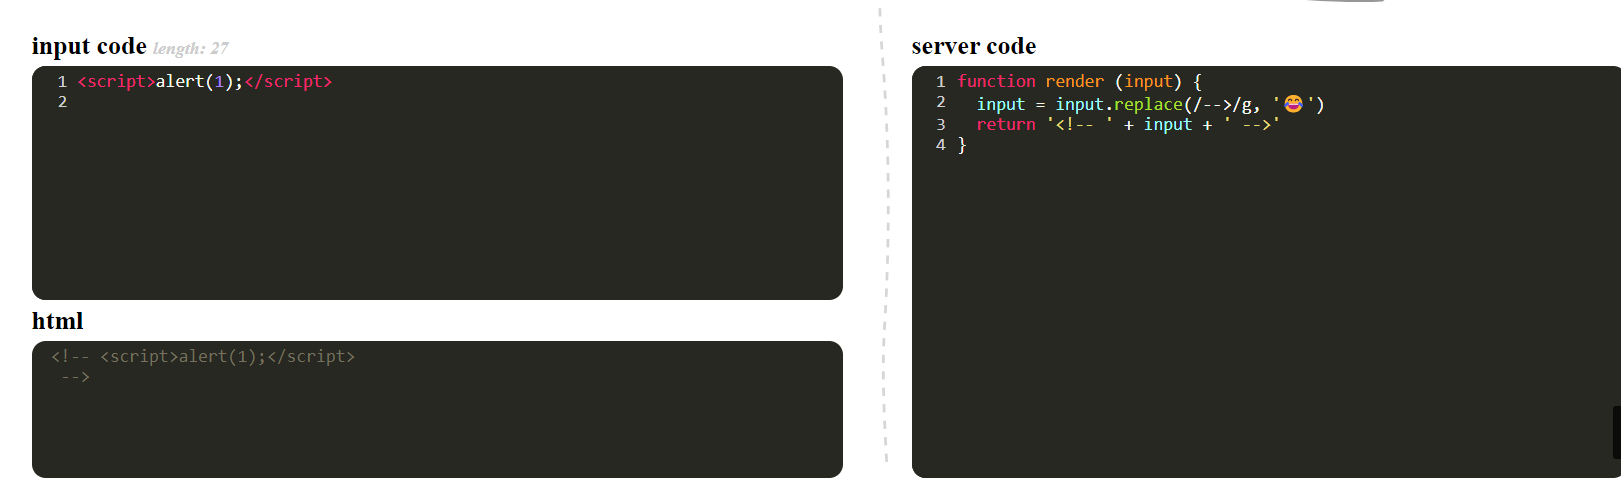 input code length: 27
1 <script>alert(1);</script>
2
html
<!-- <script>alert(1);</script>
-->
server code
1 function render (input) {
2 input = input.replace(/-->/g, '😂')
3 return '<!-- ' + input + ' -->'
4 }